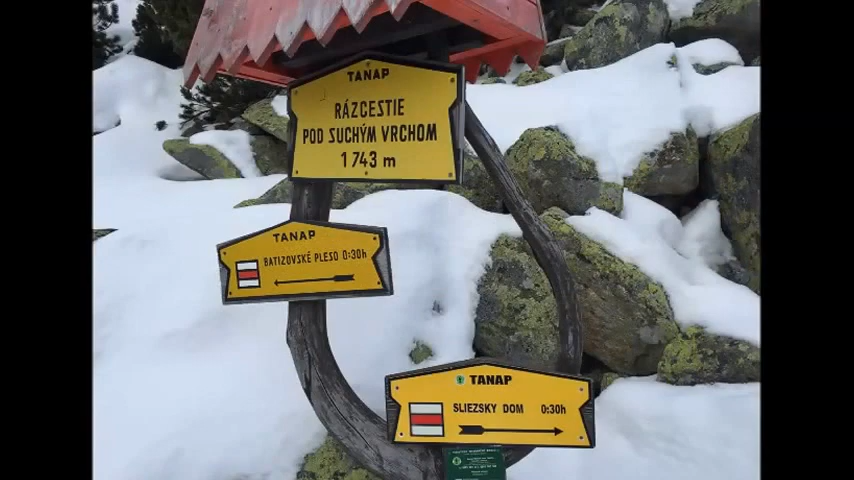 TANAP
RÁZCESTIE
POD SUCHÝM VRCHOM
1743 m
TANAP
BATIZOVSKÉ PLESO 0:30h
TANAP
SLIEZSKY DOM 0:30h